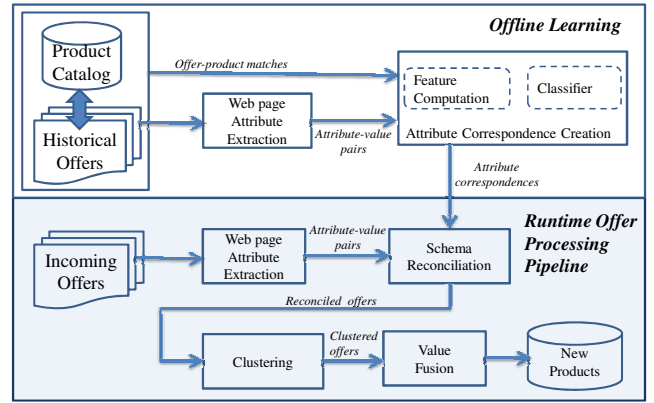 Offline Learning
Product
Catalog
Offer-product matches
Feature
Computation
Classifier
Web page
Attribute
Extraction
Attribute Correspondence Creation
Historical
Offers
Attribute-value
pairs
Attribute
correspondences
Runtime Offer
Processing
Pipeline
Attribute-value
pairs
Incoming
Offers
Web page
Attribute
Extraction
Schema
Reconciliation
Reconciled offers
Clustering
Clustered
offers
Value
Fusion
New
Products